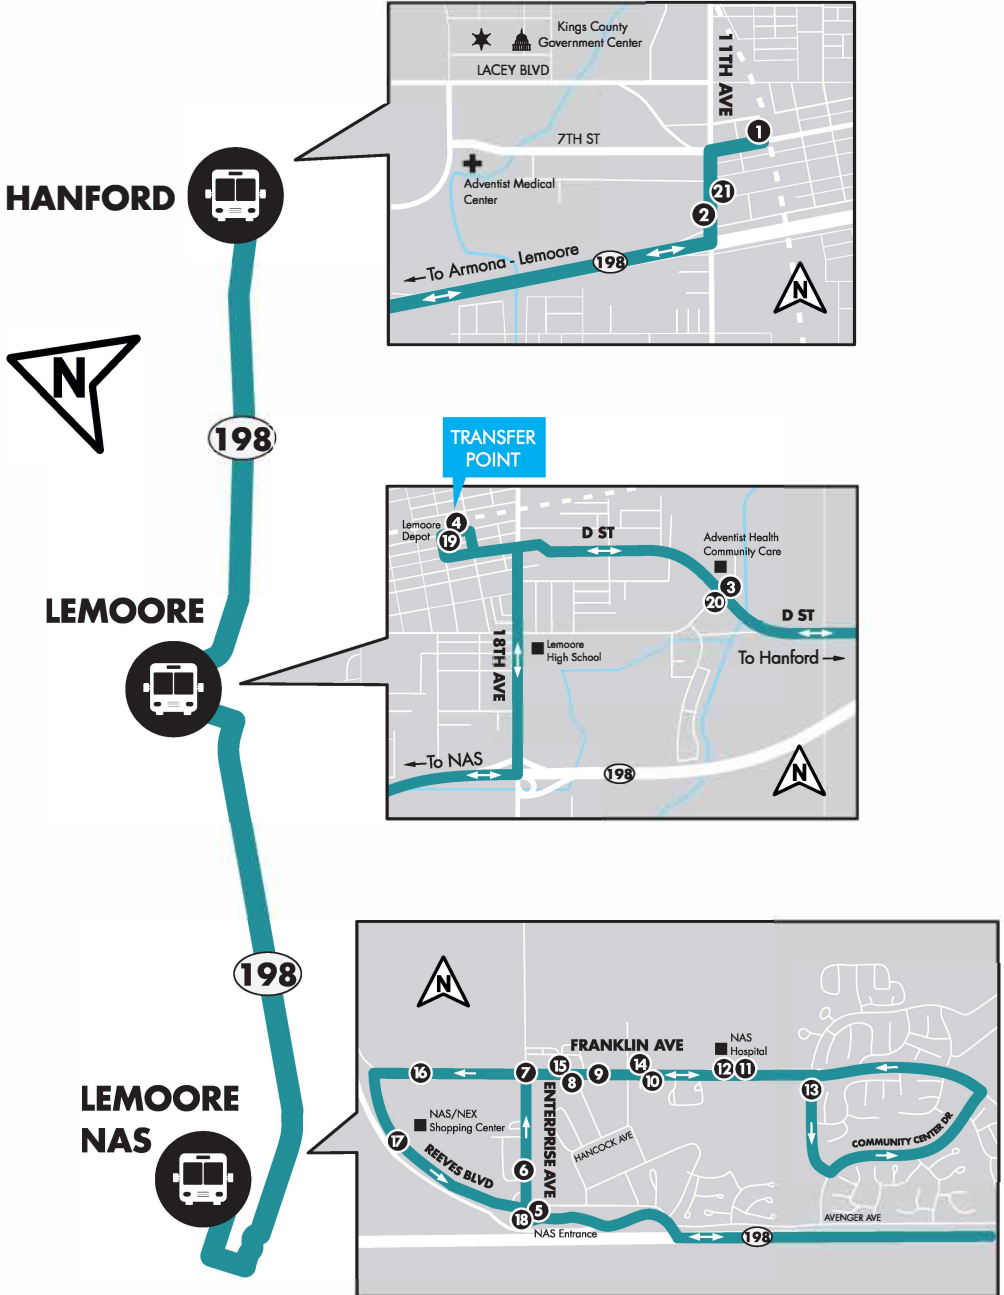 HANFORD
198
LEMOORE
198
LEMOORE
NAS
N
Kings County
Government Center
LACEY BLVD
11TH AVE
7TH ST
1
Adventist Medical
Center
21
2
To Armona - Lemoore
198
N
TRANSFER
POINT
Lemoore
Depot
4
19
D ST
Adventist Health
Community Care
3
20
D ST
To Hanford
18TH AVE
Lemoore
High School
To NAS
198
N
N
FRANKLIN AVE
NAS
Hospital
16
7
15
8
9
14
10
12
11
13
NAS/NEX
Shopping Center
17
REEVES BLVD
ENTERPRISE AVE
HANCOCK AVE
COMMUNITY CENTER DR
6
5
18
NAS Entrance
AVENGER AVE
198